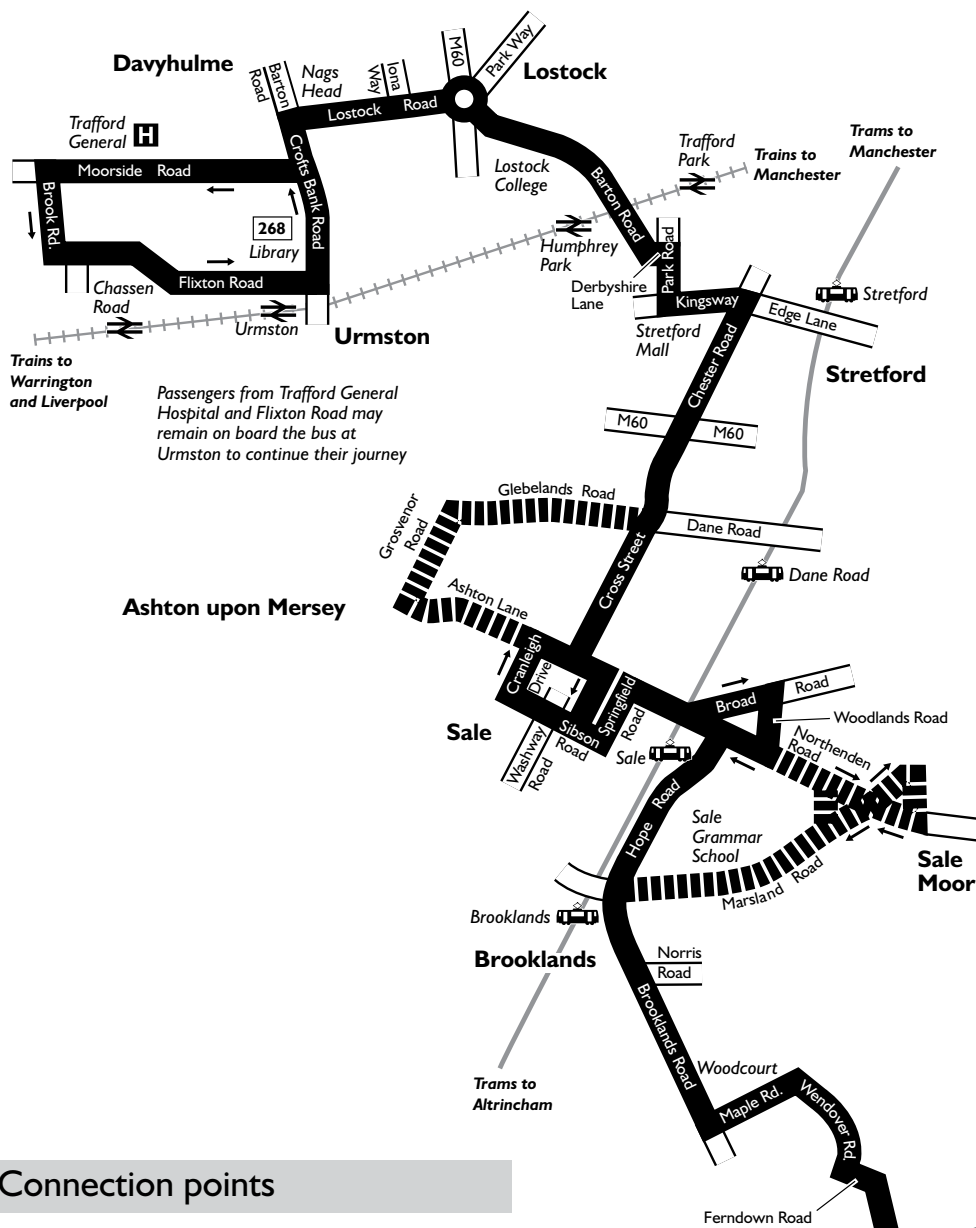 Davyhulme
Barton
Road
Nags
Head
Iona
Way
M60
Park Way
Lostock
Lostock Road
Trafford
General
H
Moorside Road
Crofts Bank Road
Brook Rd.
268
Library
Flixton Road
Chassen
Road
Urmston
Urmston
Trains to
Warrington
and Liverpool
Lostock
College
Barton Road
Trafford
Park
Trains to
Manchester
Trams to
Manchester
Humphrey
Park
Derbyshire
Lane
Park Road
Kingsway
Stretford
Mall
Stretford
Edge Lane
Stretford
Chester Road
M60 M60
Passengers from Trafford General
Hospital and Flixton Road may
remain on board the bus at
Urmston to continue their journey
Glebelands Road
Grosvenor
Road
Dane Road
Cross Street
Dane Road
Ashton upon Mersey
Ashton Lane
Cranleigh
Drive
Springfield
Road
Sibson
Road
Washway
Road
Sale
Broad Road
Woodlands Road
Northenden
Road
Sale
Hope Road
Sale
Grammar
School
Marsland Road
Sale
Moor
Brooklands
Brooklands
Norris
Road
Brooklands Road
Woodcourt
Trams to
Altrincham
Maple Rd.
Wendover Rd.
Ferndown Road
Connection points